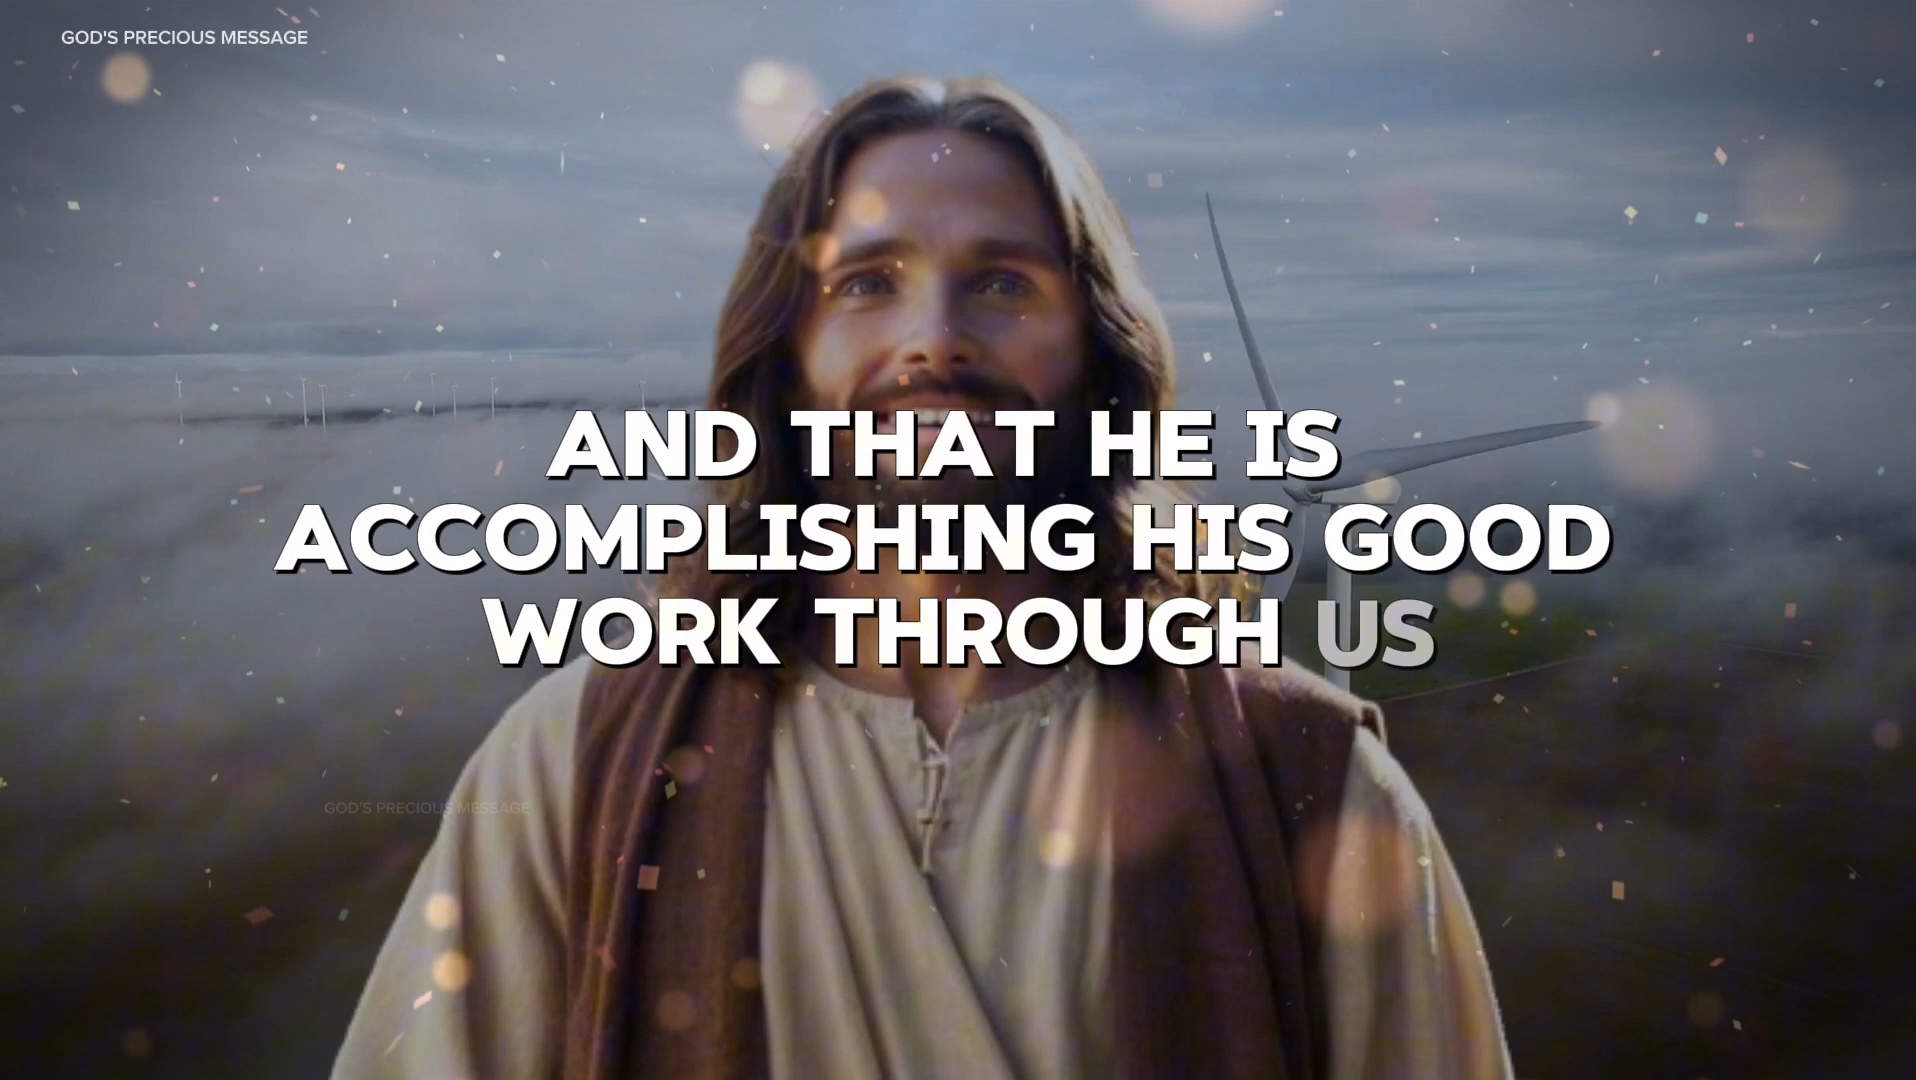 GOD'S PRECIOUS MESSAGE
AND THAT HE IS
ACCOMPLISHING HIS GOOD
WORK THROUGH US
GOD'S PRECIOUS MESSAGE